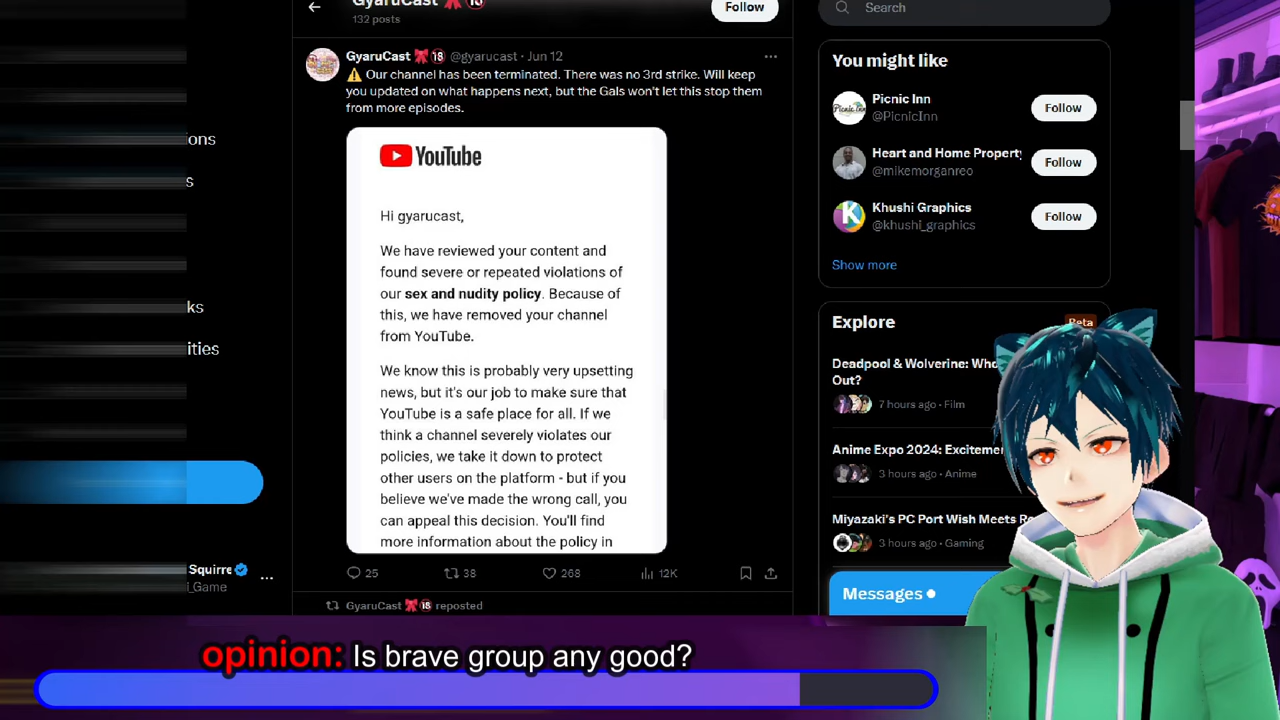 GyaruCast 🎀🔞
132 posts
Follow
Search
GyaruCast 🎀🔞 @gyarucast · Jun 12
⚠️ Our channel has been terminated. There was no 3rd strike. Will keep
you updated on what happens next, but the Gals won't let this stop them
from more episodes.
YouTube
Hi gyarucast,
We have reviewed your content and
found severe or repeated violations of
our sex and nudity policy. Because of
this, we have removed your channel
from YouTube.
We know this is probably very upsetting
news, but it's our job to make sure that
YouTube is a safe place for all. If we
think a channel severely violates our
policies, we take it down to protect
other users on the platform - but if you
believe we've made the wrong call, you
can appeal this decision. You'll find
more information about the policy in
25 38 268 12K
GyaruCast 🎀🔞 reposted
ions
s
ks
ities
Squirre
i_Game
You might like
Picnic Inn
@PicnicInn
Follow
Picnic Inn
Heart and Home Property
@mikemorganreo
Follow
Khushi Graphics
@khushi_graphics
Follow
K
Show more
Explore
Beta
Deadpool & Wolverine: Who
Out?
7 hours ago · Film
Anime Expo 2024: Excitemen
3 hours ago · Anime
Miyazaki's PC Port Wish Meets Re
3 hours ago · Gaming
Messages
opinion: Is brave group any good?